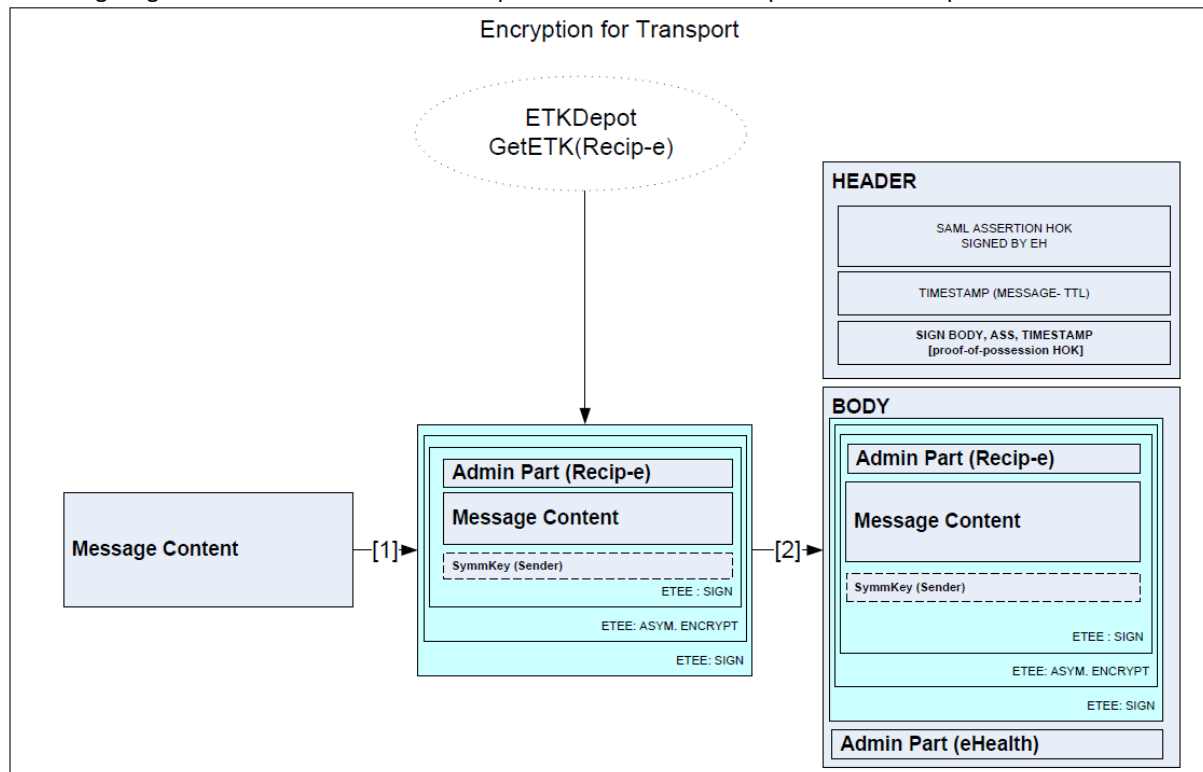 Encryption for Transport
ETKDepot
GetETK(Recip-e)
HEADER
SAML ASSERTION HOK
SIGNED BY EH
TIMESTAMP (MESSAGE- TTL)
SIGN BODY, ASS, TIMESTAMP
[proof-of-possession HOK]
Message Content
[1]
Admin Part (Recip-e)
Message Content
SymmKey (Sender)
ETEE : SIGN
ETEE: ASYM. ENCRYPT
ETEE: SIGN
[2]
BODY
Admin Part (Recip-e)
Message Content
SymmKey (Sender)
ETEE : SIGN
ETEE: ASYM. ENCRYPT
ETEE: SIGN
Admin Part (eHealth)